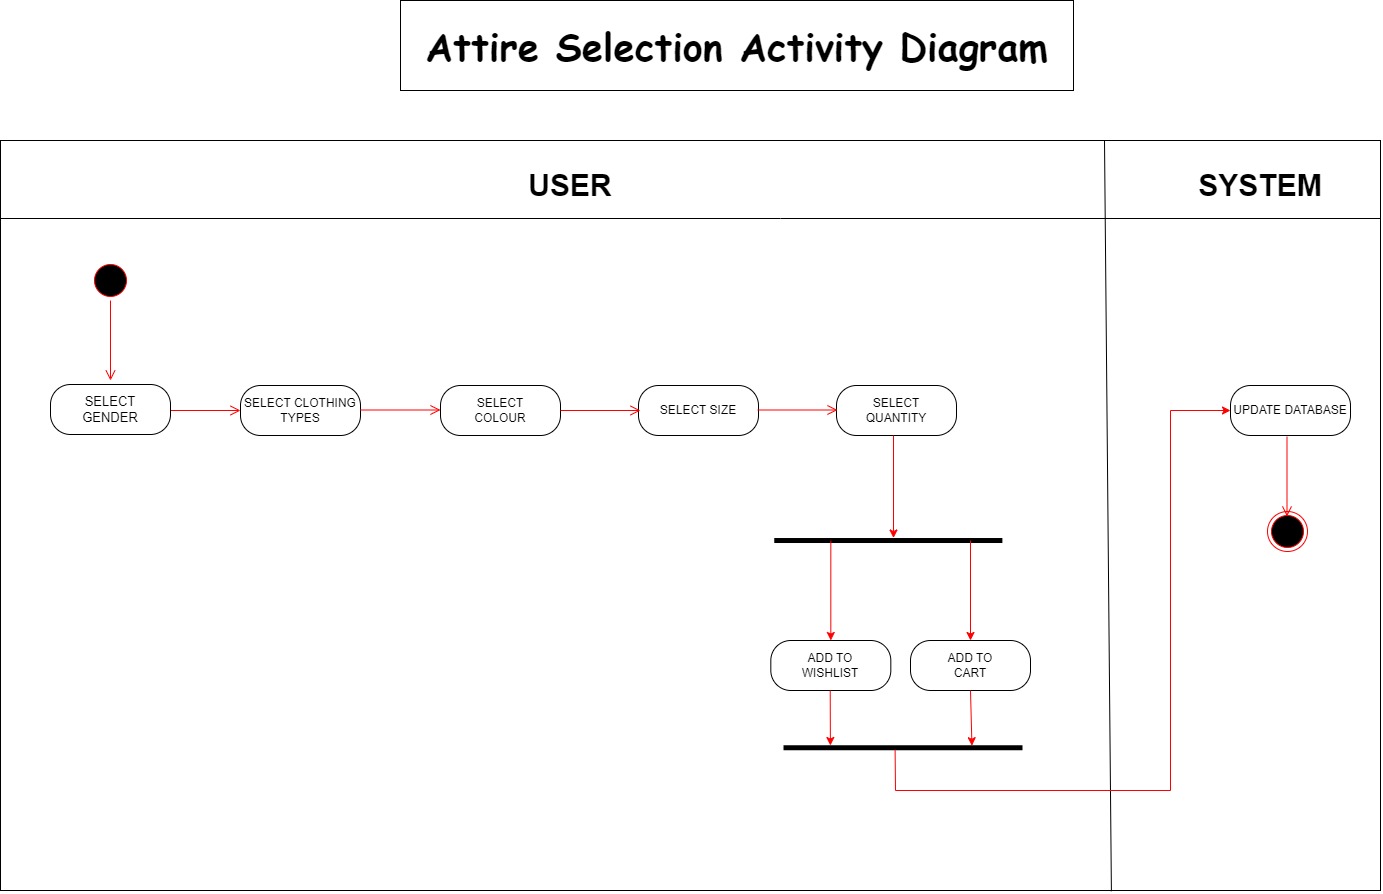 Attire Selection Activity Diagram
USER
SYSTEM
SELECT
GENDER
SELECT CLOTHING
TYPES
SELECT
COLOUR
SELECT SIZE
SELECT
QUANTITY
UPDATE DATABASE
ADD TO
WISHLIST
ADD TO
CART